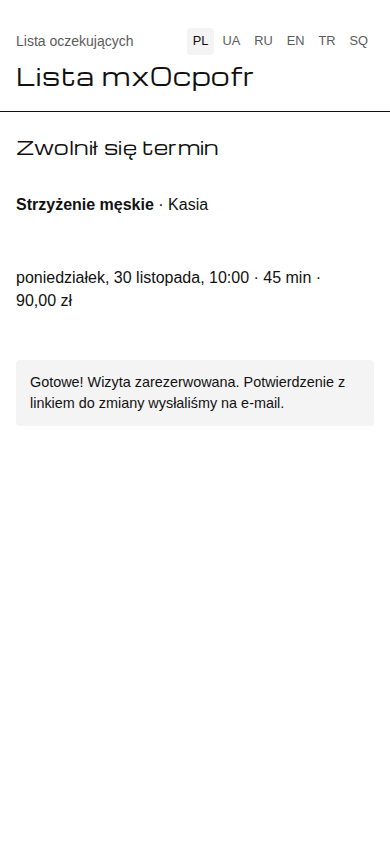 Lista oczekujących
PL UA RU EN TR SQ
Lista mxOcpofr
Zwolnił się termin
Strzyżenie męskie · Kasia
poniedziałek, 30 listopada, 10:00 · 45 min ·
90,00 zł
Gotowe! Wizyta zarezerwowana. Potwierdzenie z
linkiem do zmiany wysłaliśmy na e-mail.